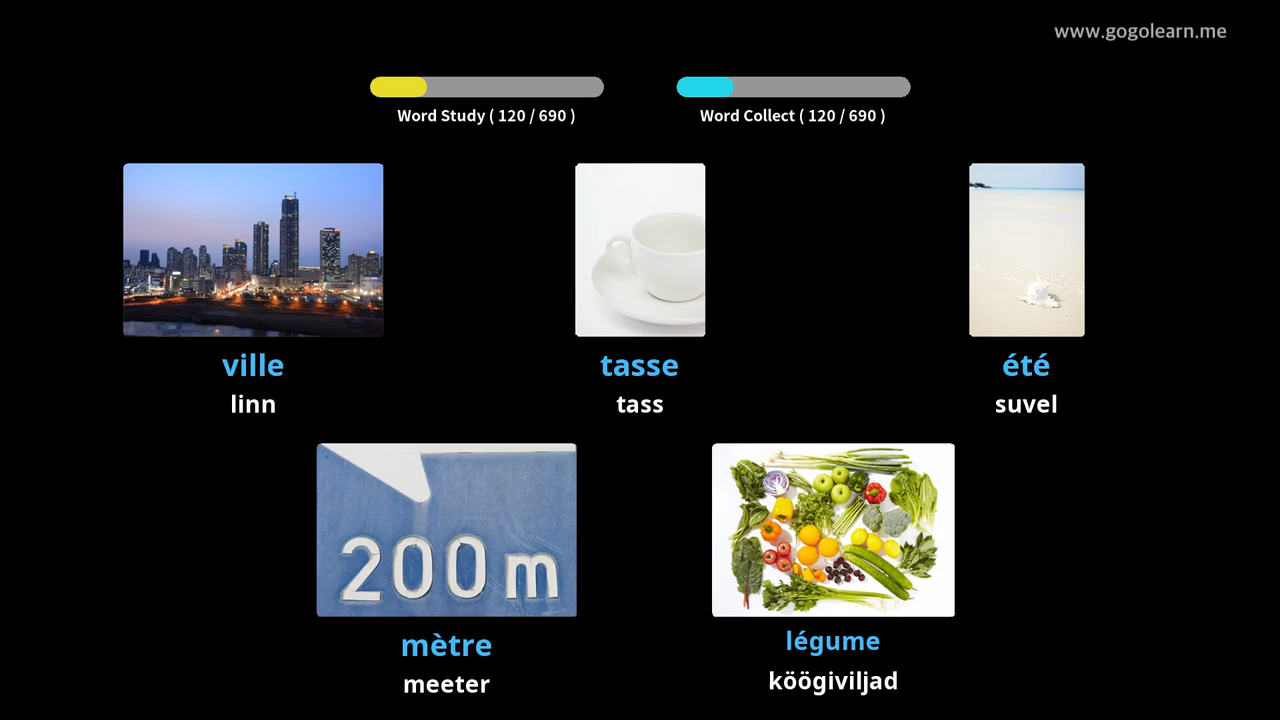 www.gogolearn.me
Word Study ( 120 / 690 )
Word Collect ( 120 / 690 )
ville
linn
tasse
tass
été
suvel
200m
mètre
meeter
légume
köögiviljad